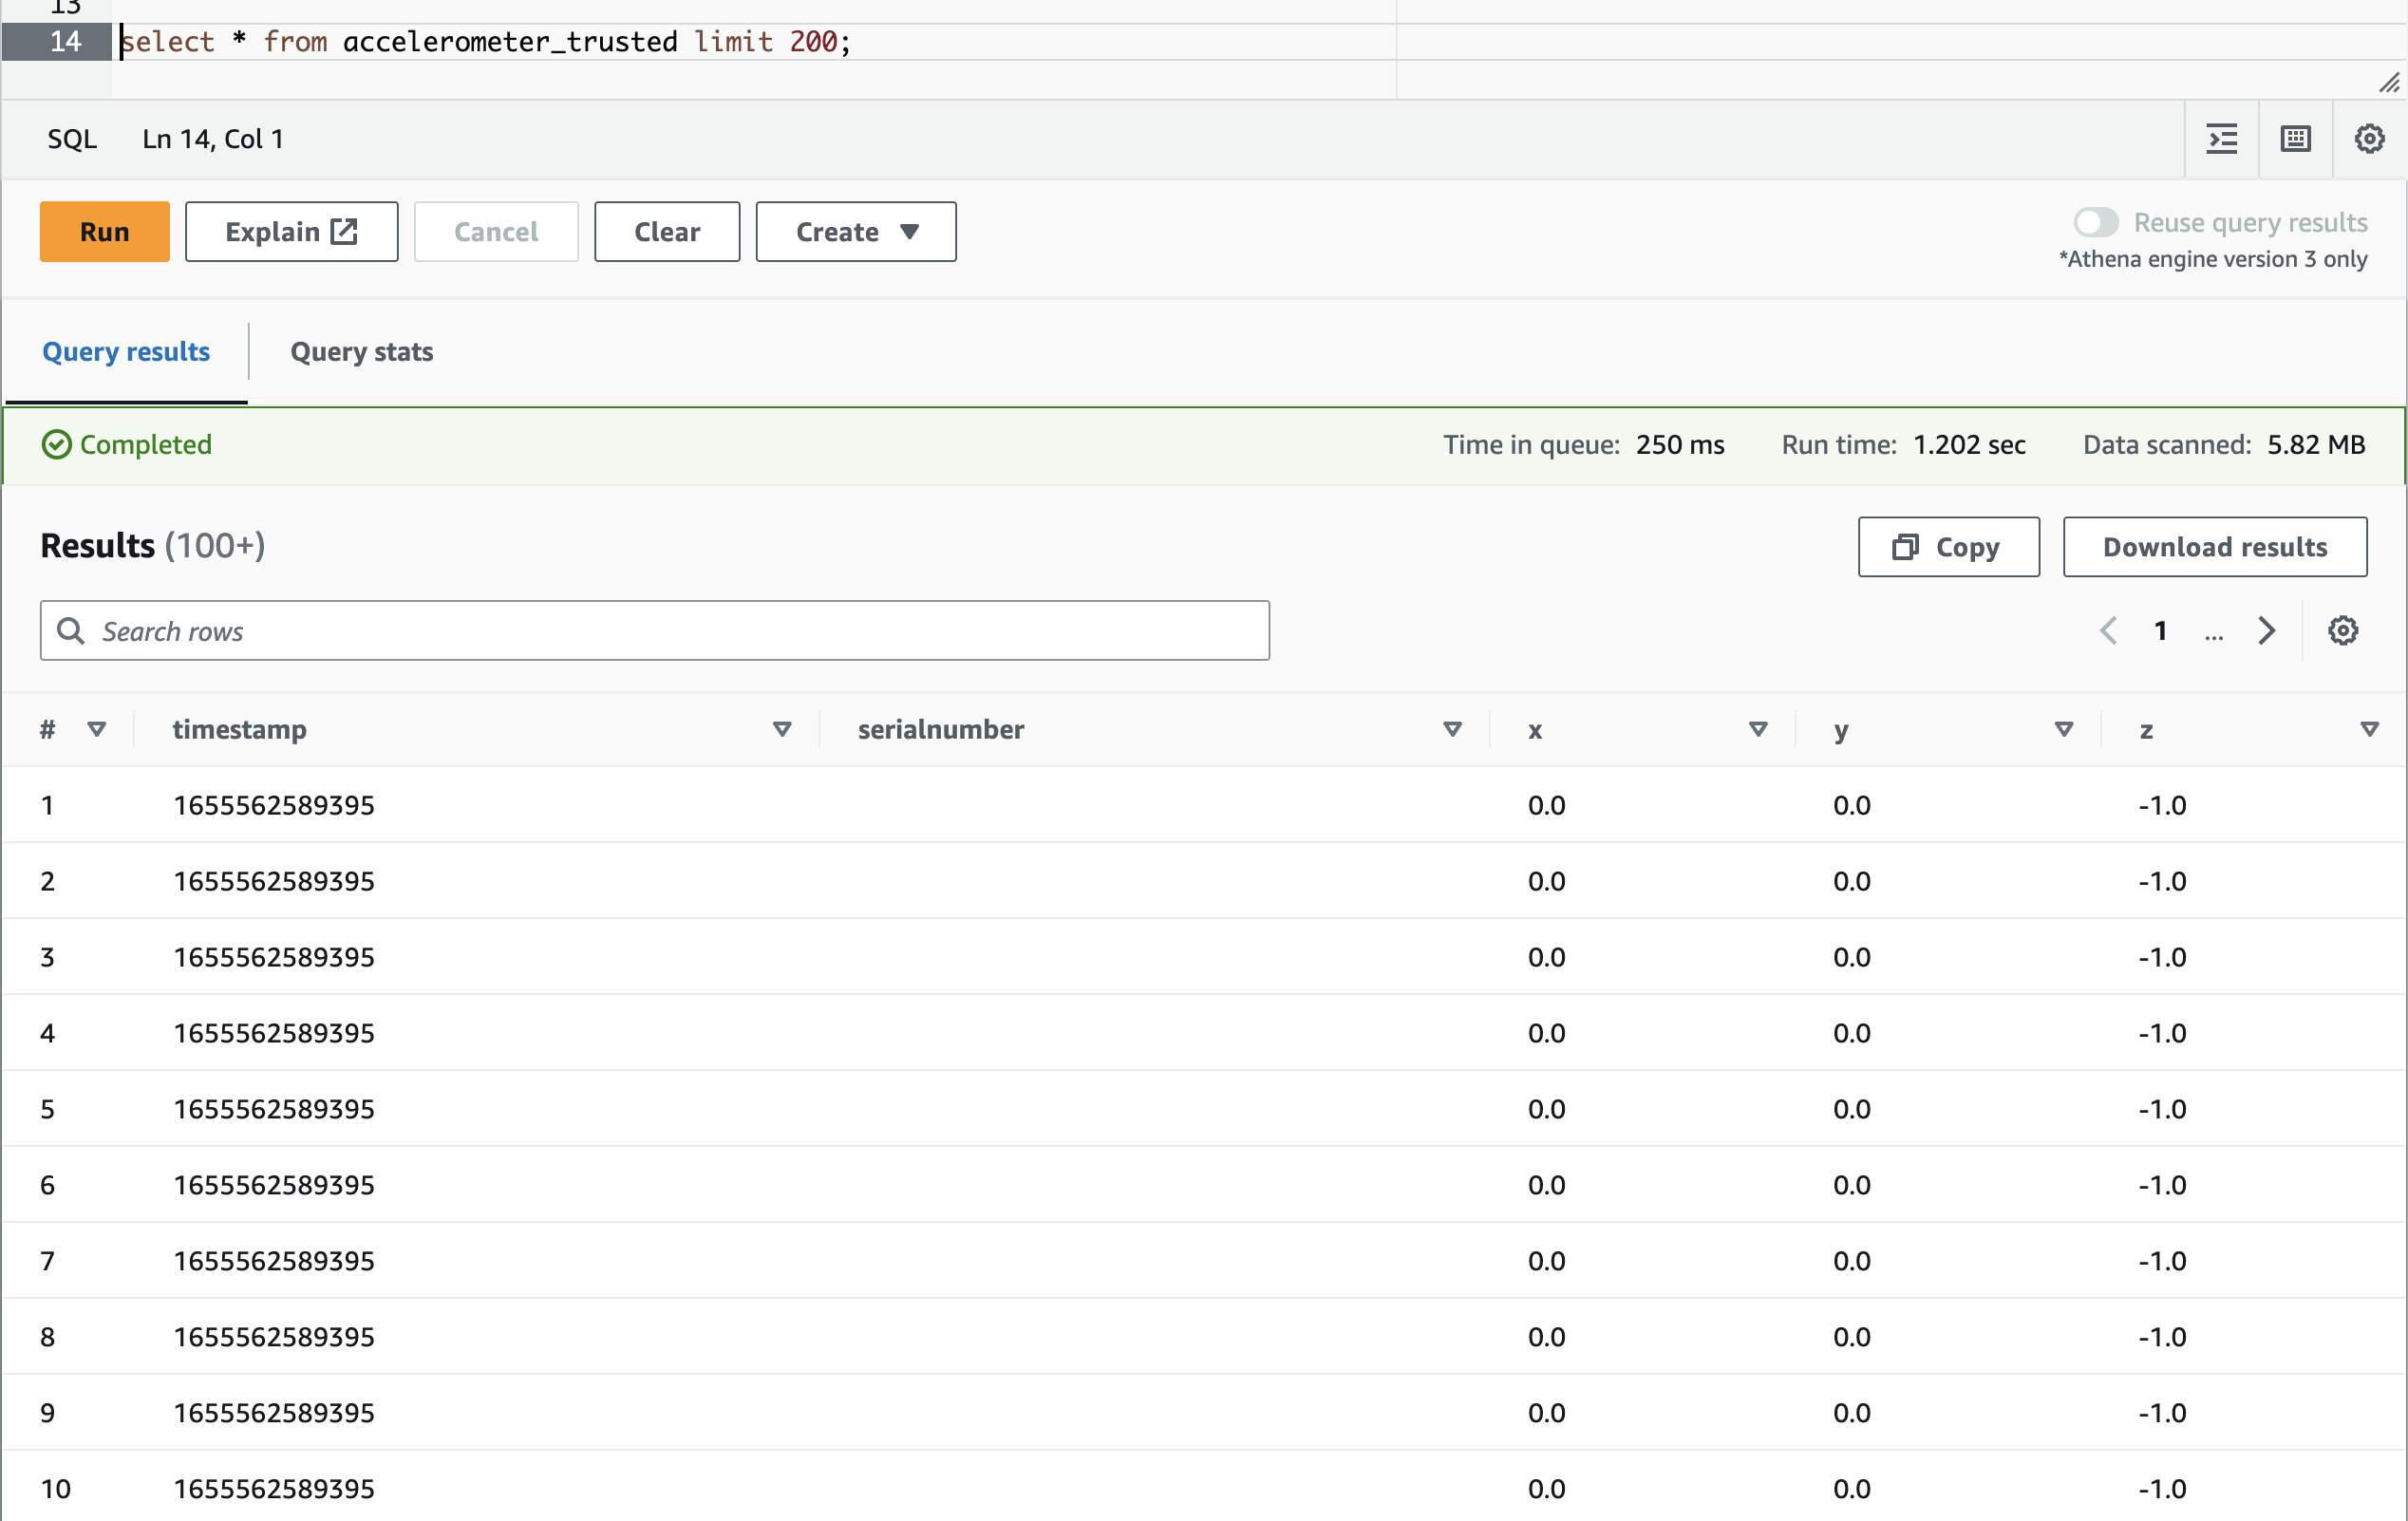 13
14 select * from accelerometer_trusted limit 200;
SQL Ln 14, Col 1
Run Explain Cancel Clear Create Reuse query results
*Athena engine version 3 only
Query results Query stats
Completed Time in queue: 250 ms Run time: 1.202 sec Data scanned: 5.82 MB
Results (100+) Copy Download results
Search rows 1 ...
# timestamp serialnumber x y z
1 1655562589395 0.0 0.0 -1.0
2 1655562589395 0.0 0.0 -1.0
3 1655562589395 0.0 0.0 -1.0
4 1655562589395 0.0 0.0 -1.0
5 1655562589395 0.0 0.0 -1.0
6 1655562589395 0.0 0.0 -1.0
7 1655562589395 0.0 0.0 -1.0
8 1655562589395 0.0 0.0 -1.0
9 1655562589395 0.0 0.0 -1.0
10 1655562589395 0.0 0.0 -1.0